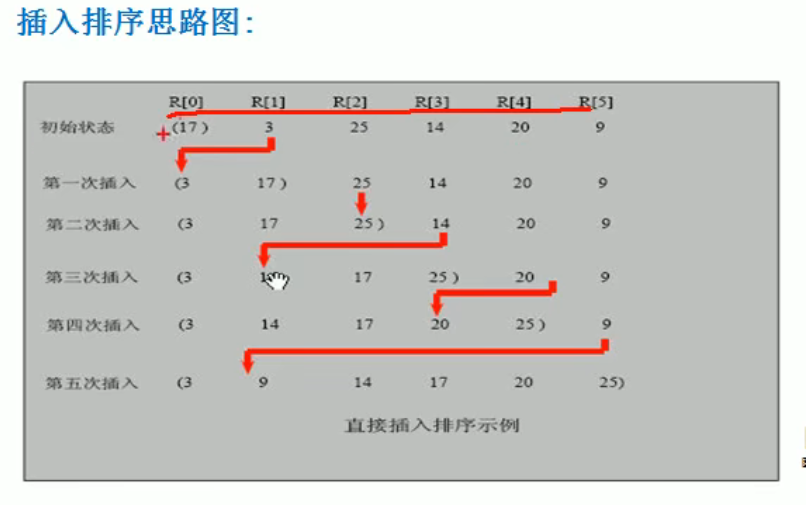 插入排序思路图:
R[0] R[1] R[2] R[3] R[4] R[5]
初始状态 (17) 3 25 14 20 9
第一次插入 (3 17) 25 14 20 9
第二次插入 (3 17 25) 14 20 9
第三次插入 (3 17 25) 20 9
第四次插入 (3 14 17 20 25) 9
第五次插入 (3 9 14 17 20 25)
直接插入排序示例